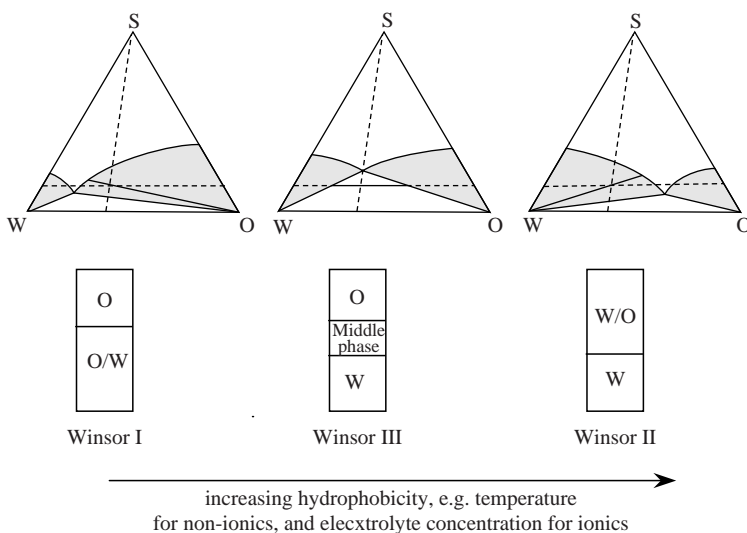 S
S
S
W
O
W
O
W
O
O
O/W
O
Middle
phase
W
W/O
W
Winsor I
Winsor III
Winsor II
increasing hydrophobicity, e.g. temperature
for non-ionics, and elecxtrolyte concentration for ionics